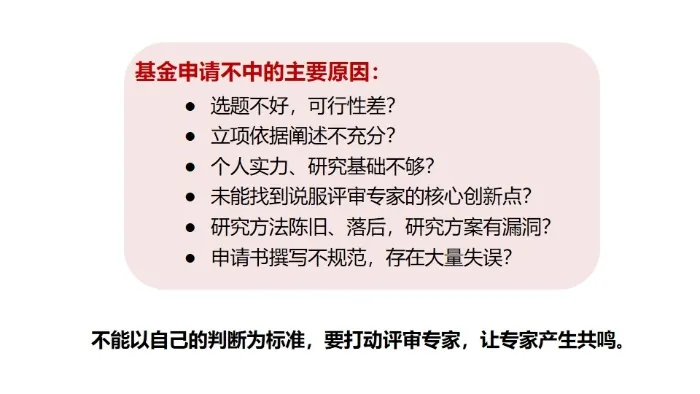 基金申请不中的主要原因：
● 选题不好，可行性差？
● 立项依据阐述不充分？
● 个人实力、研究基础不够？
● 未能找到说服评审专家的核心创新点？
● 研究方法陈旧、落后，研究方案有漏洞？
● 申请书撰写不规范，存在大量失误？
不能以自己的判断为标准，要打动评审专家，让专家产生共鸣。